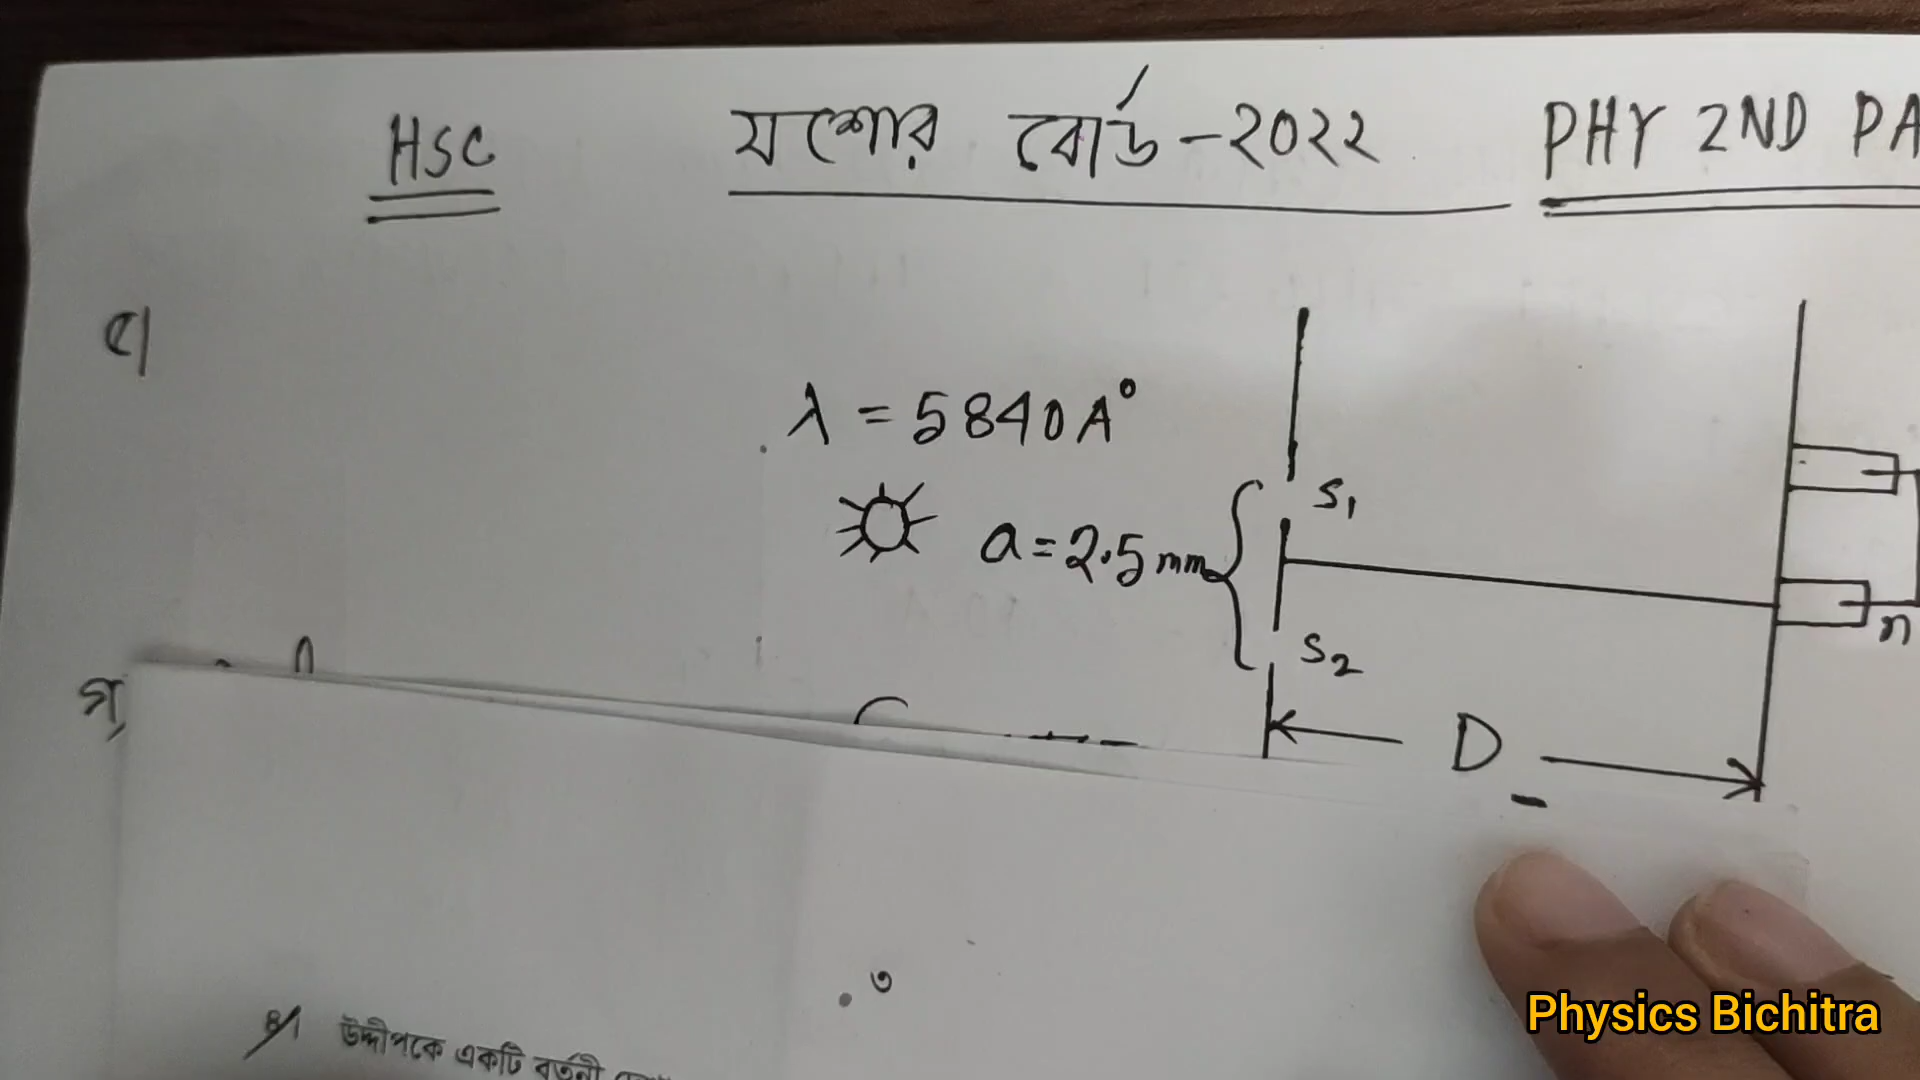 HSC যশোর বোর্ড - ২০২২ PHY 2ND PA
λ = 5840 A°
a = 2.5 mm
S₁
S₂
n
D
গ
৪। উদ্দীপকে একটি বর্তনী
৩
Physics Bichitra